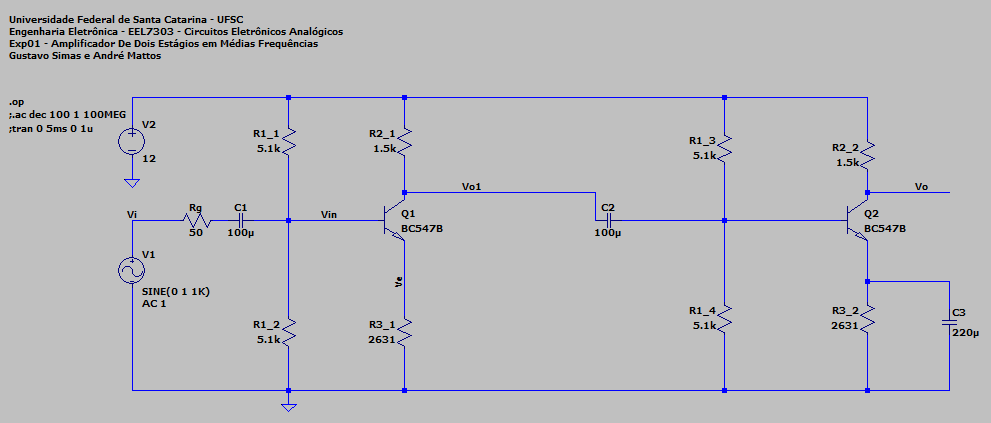 Universidade Federal de Santa Catarina - UFSC
Engenharia Eletrônica - EEL7303 - Circuitos Eletrônicos Analógicos
Exp01 - Amplificador De Dois Estágios em Médias Frequências
Gustavo Simas e André Mattos
.op
;.ac dec 100 1 100MEG
;tran 0 5ms 0 1u
V2
12
R1_1
5.1k
R2_1
1.5k
R1_3
5.1k
R2_2
1.5k
Vi
Rg
50
C1
100µ
Vin
Q1
BC547B
Vo1
C2
100µ
Q2
BC547B
Vo
V1
SINE(0 1 1K)
AC 1
Ve
R1_2
5.1k
R3_1
2631
R1_4
5.1k
R3_2
2631
C3
220µ